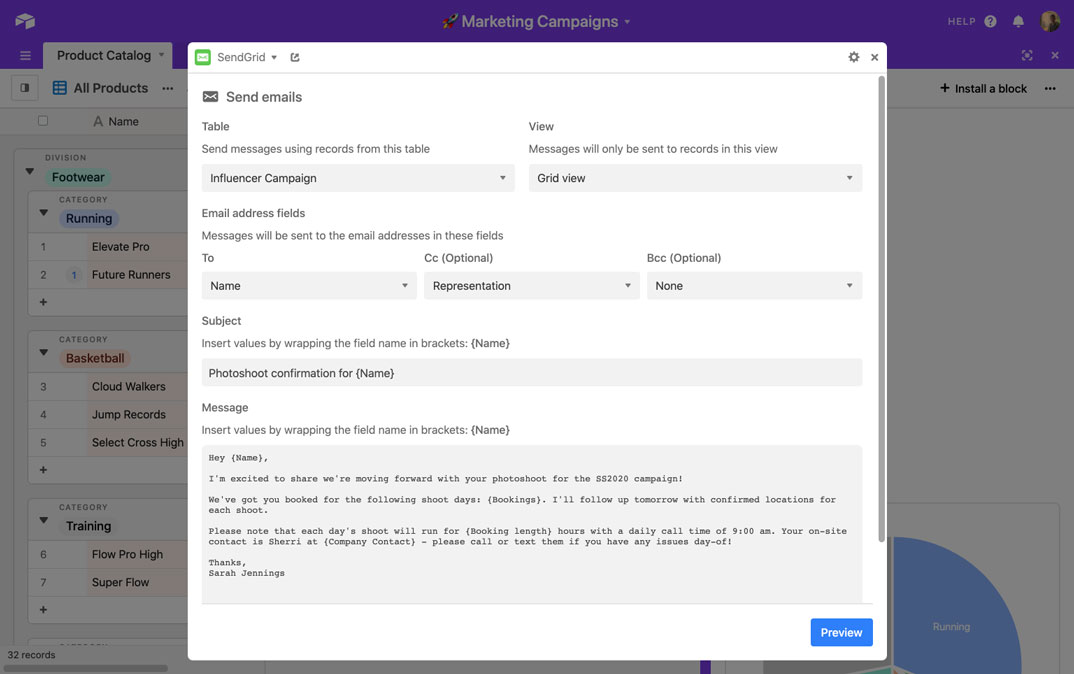 🚀 Marketing Campaigns
HELP
Product Catalog
All Products
Install a block
Name
DIVISION
Footwear
CATEGORY
Running
1 Elevate Pro
2 1 Future Runners
CATEGORY
Basketball
3 Cloud Walkers
4 Jump Records
5 Select Cross High
CATEGORY
Training
6 Flow Pro High
7 Super Flow
32 records
SendGrid
Send emails
Table
Send messages using records from this table
Influencer Campaign
View
Messages will only be sent to records in this view
Grid view
Email address fields
Messages will be sent to the email addresses in these fields
To
Name
Cc (Optional)
Representation
Bcc (Optional)
None
Subject
Insert values by wrapping the field name in brackets: {Name}
Photoshoot confirmation for {Name}
Message
Insert values by wrapping the field name in brackets: {Name}
Hey {Name},
I'm excited to share we're moving forward with your photoshoot for the SS2020 campaign!
We've got you booked for the following shoot days: {Bookings}. I'll follow up tomorrow with confirmed locations for
each shoot.
Please note that each day's shoot will run for {Booking length} hours with a daily call time of 9:00 am. Your on-site
contact is Sherri at {Company Contact} – please call or text them if you have any issues day-of!
Thanks,
Sarah Jennings
Preview
Running